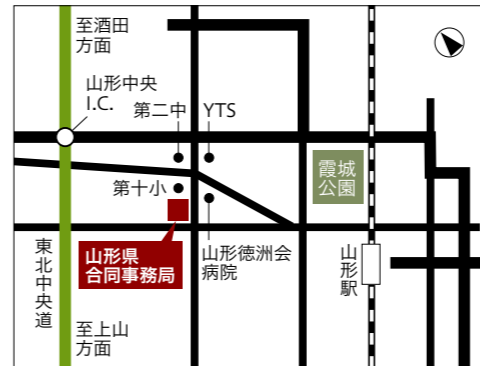 至酒田
方面
山形中央
I.C.
第二中
YTS
第十小
霞城
公園
山形県
合同事務局
山形徳洲会
病院
山形駅
東北中央道
至上山
方面